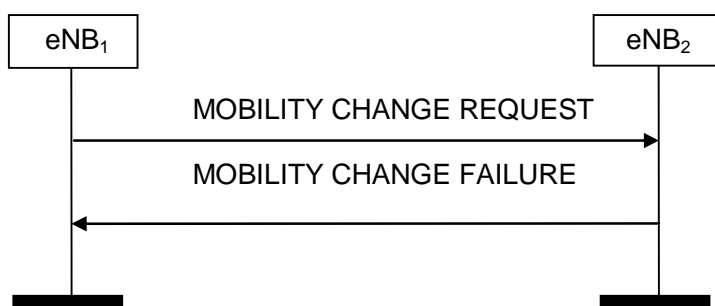 eNB₁
eNB₂
MOBILITY CHANGE REQUEST
MOBILITY CHANGE FAILURE